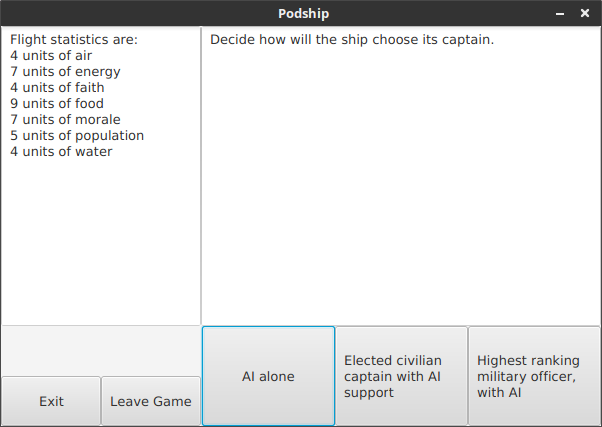 Podship
Flight statistics are:
4 units of air
7 units of energy
4 units of faith
9 units of food
7 units of morale
5 units of population
4 units of water
Decide how will the ship choose its captain.
Exit
Leave Game
AI alone
Elected civilian
captain with AI
support
Highest ranking
military officer,
with AI